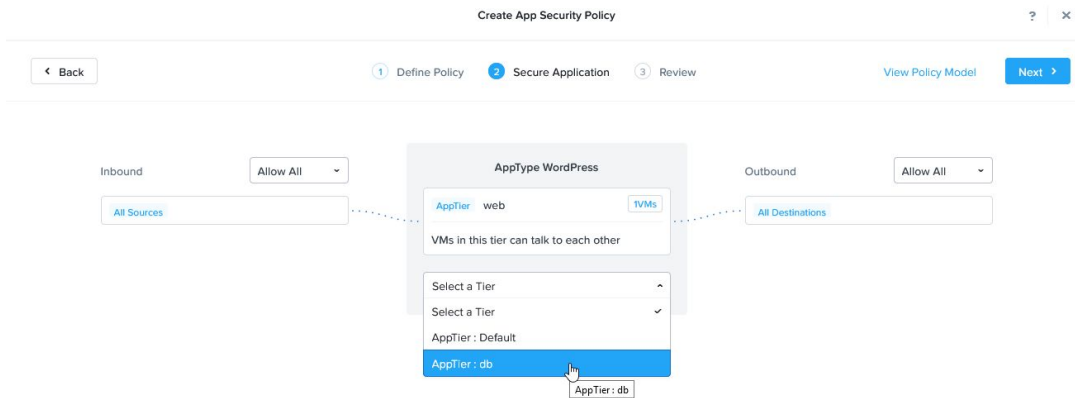 Create App Security Policy
?
×
Back
1 Define Policy 2 Secure Application 3 Review
View Policy Model
Next
Inbound
Allow All
All Sources
AppType WordPress
AppTier web 1VMs
VMs in this tier can talk to each other
Select a Tier
Select a Tier
AppTier : Default
AppTier : db
AppTier : db
Outbound
Allow All
All Destinations